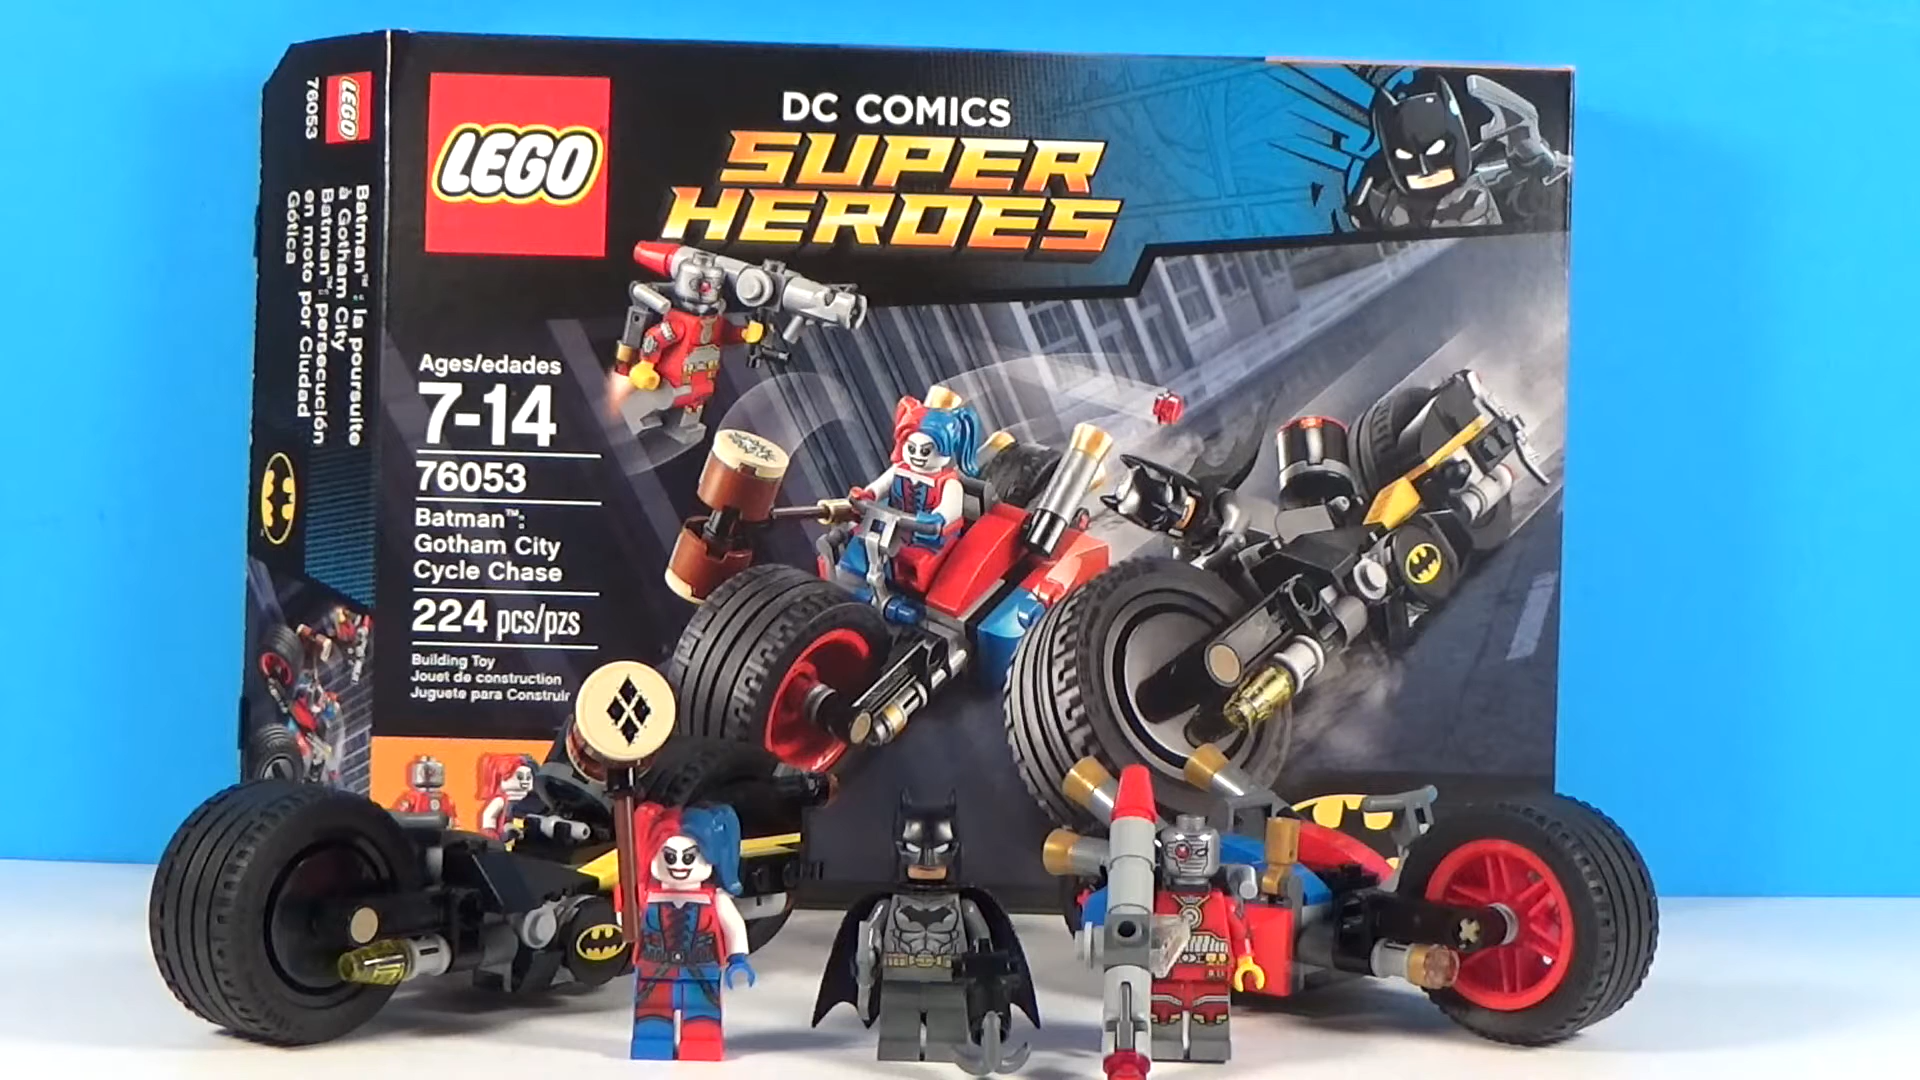 LEGO
76053
Batman™ : la poursuite
à Gotham City
Batman™: persecución
en moto por Ciudad
Gótica
LEGO
DC COMICS
SUPER
HEROES
Ages/edades
7-14
76053
Batman™:
Gotham City
Cycle Chase
224 pcs/pzs
Building Toy
Jouet de construction
Juguete para Construir